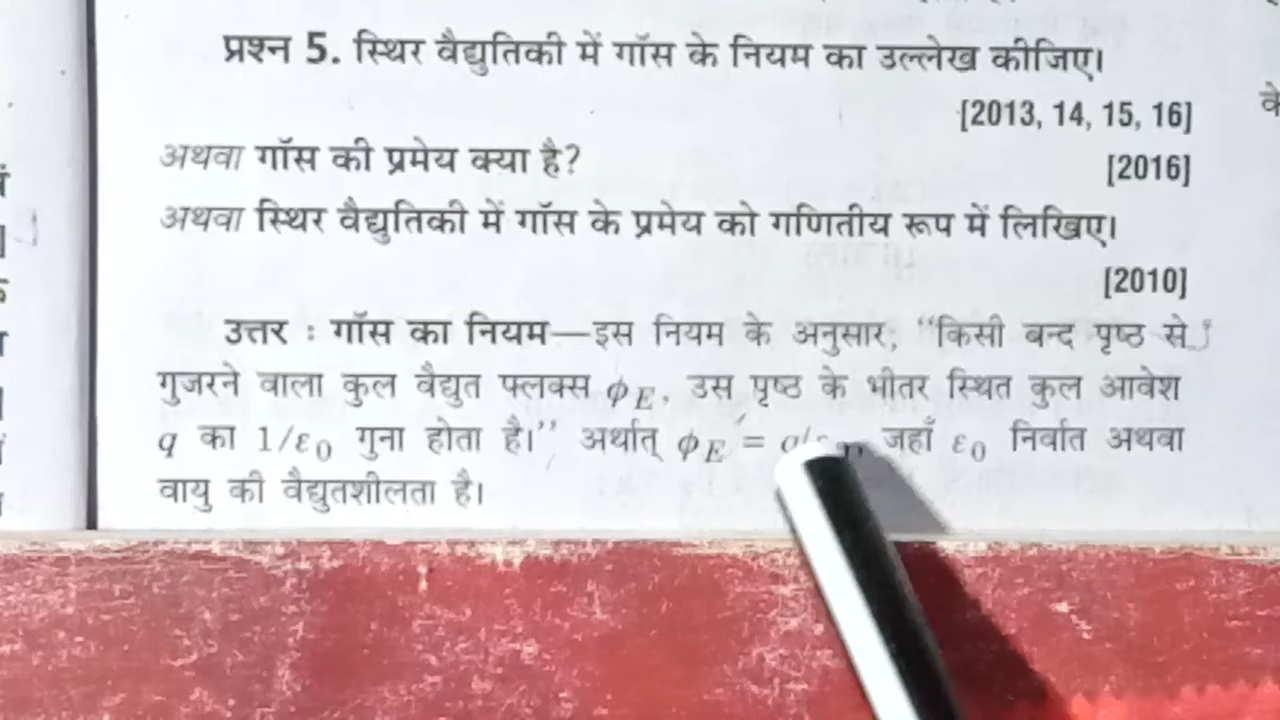 प्रश्न 5. स्थिर वैद्युतिकी में गॉस के नियम का उल्लेख कीजिए।
[2013, 14, 15, 16]
अथवा गॉस की प्रमेय क्या है? [2016]
अथवा स्थिर वैद्युतिकी में गॉस के प्रमेय को गणितीय रूप में लिखिए।
[2010]
उत्तर : गॉस का नियम—इस नियम के अनुसार, “किसी बन्द पृष्ठ से
गुजरने वाला कुल वैद्युत फ्लक्स ϕE, उस पृष्ठ के भीतर स्थित कुल आवेश
q का 1/ε0 गुना होता है।” अर्थात् ϕE = जहाँ ε0 निर्वात अथवा
वायु की वैद्युतशीलता है।